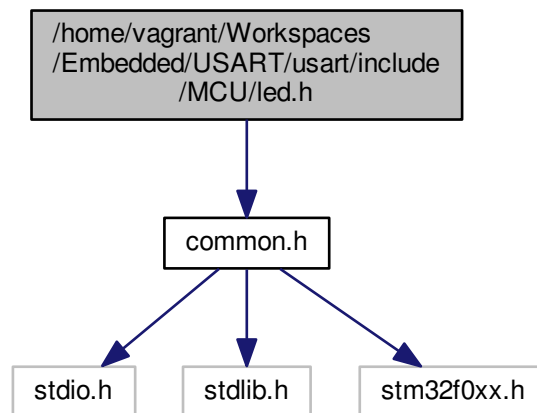 /home/vagrant/Workspaces
/Embedded/USART/usart/include
/MCU/led.h
common.h
stdio.h
stdlib.h
stm32f0xx.h